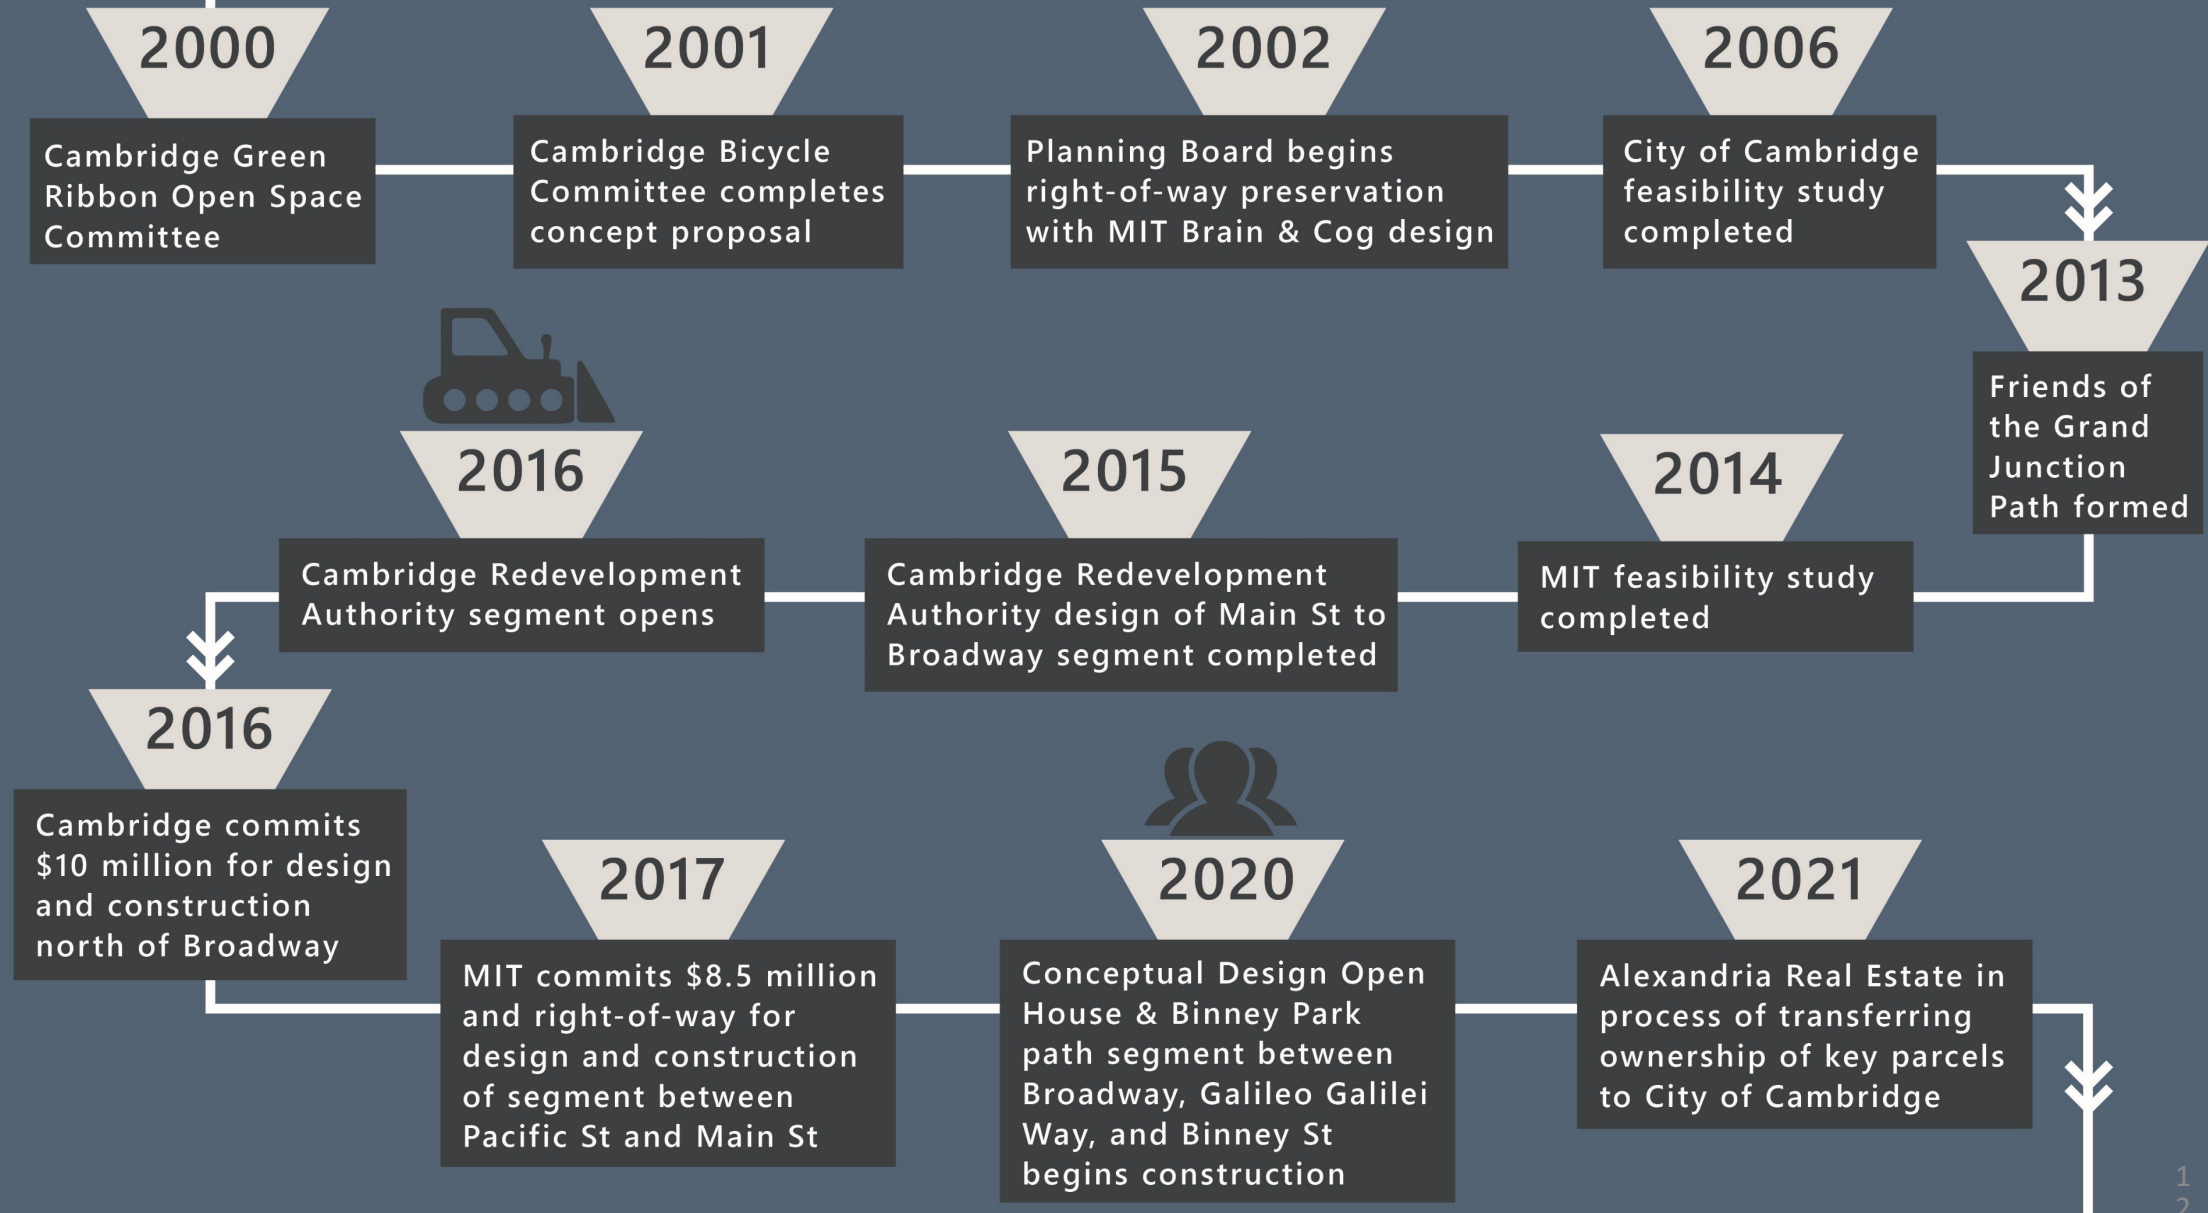 2000
Cambridge Green
Ribbon Open Space
Committee
2001
Cambridge Bicycle
Committee completes
concept proposal
2002
Planning Board begins
right-of-way preservation
with MIT Brain & Cog design
2006
City of Cambridge
feasibility study
completed
2013
Friends of
the Grand
Junction
Path formed
2014
MIT feasibility study
completed
2015
Cambridge Redevelopment
Authority design of Main St to
Broadway segment completed
2016
Cambridge Redevelopment
Authority segment opens
2016
Cambridge commits
$10 million for design
and construction
north of Broadway
2017
MIT commits $8.5 million
and right-of-way for
design and construction
of segment between
Pacific St and Main St
2020
Conceptual Design Open
House & Binney Park
path segment between
Broadway, Galileo Galilei
Way, and Binney St
begins construction
2021
Alexandria Real Estate in
process of transferring
ownership of key parcels
to City of Cambridge
1
2